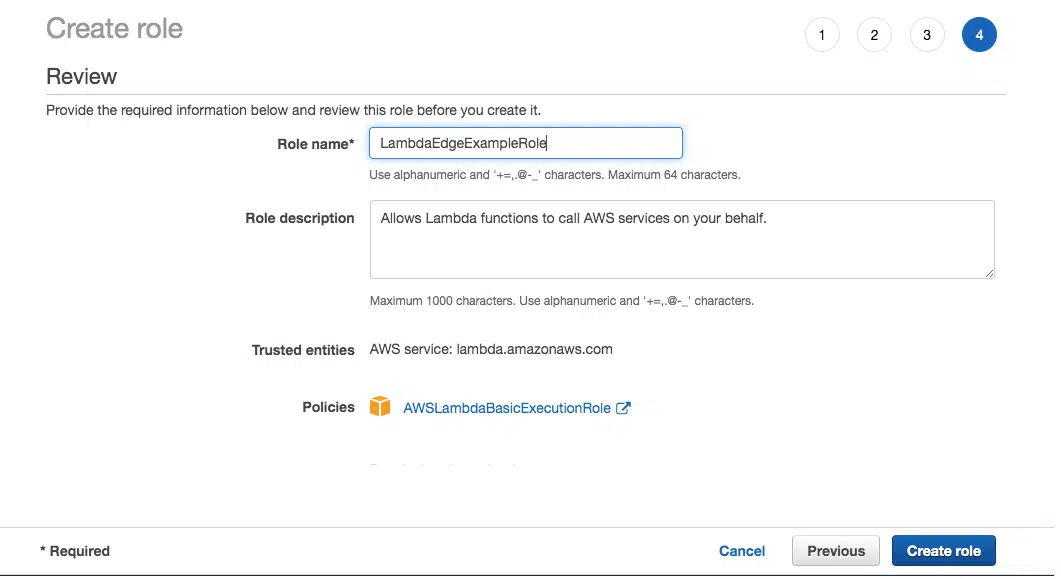 Create role
1 2 3 4
Review
Provide the required information below and review this role before you create it.
Role name* LambdaEdgeExampleRole
Use alphanumeric and '+=,.@-_' characters. Maximum 64 characters.
Role description Allows Lambda functions to call AWS services on your behalf.
Maximum 1000 characters. Use alphanumeric and '+=,.@-_' characters.
Trusted entities AWS service: lambda.amazonaws.com
Policies AWSLambdaBasicExecutionRole
* Required Cancel Previous Create role